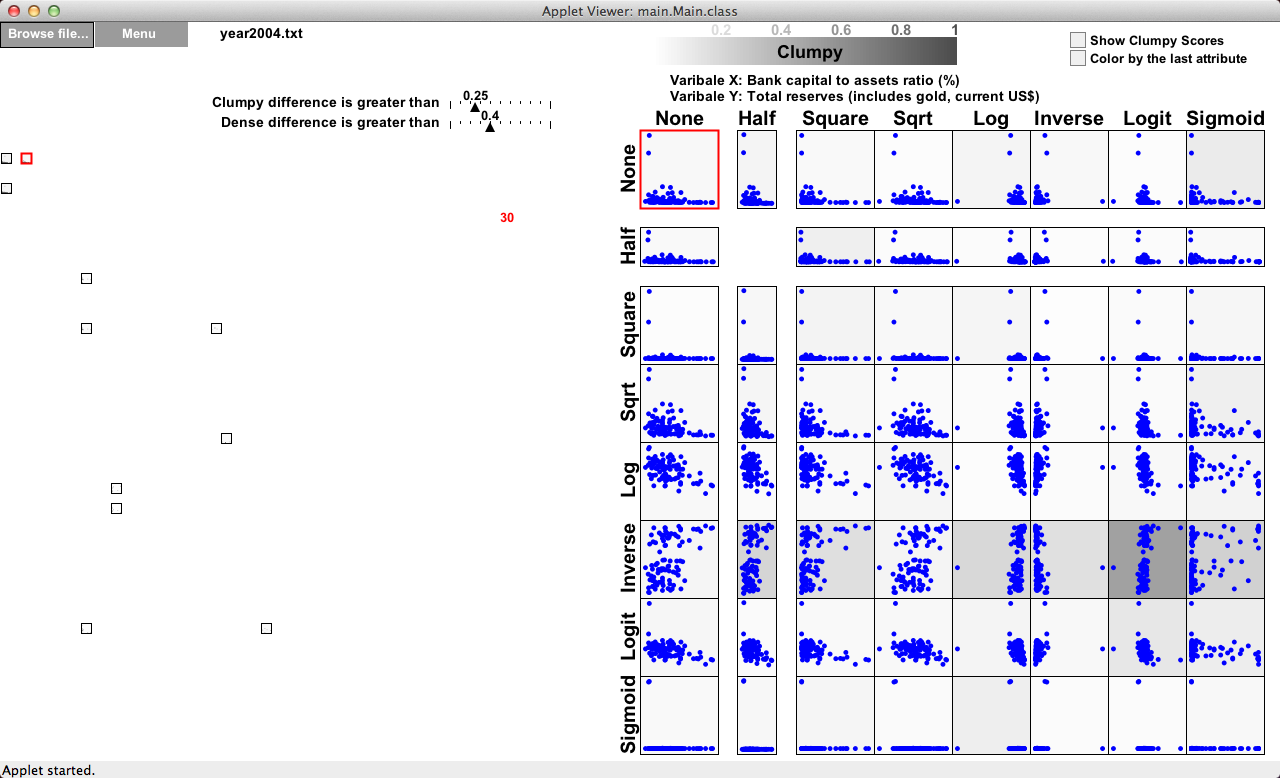 Applet Viewer: main.Main.class
Browse file...
Menu
year2004.txt
0.2 0.4 0.6 0.8 1
Clumpy
Show Clumpy Scores
Color by the last attribute
Varibale X: Bank capital to assets ratio (%)
Varibale Y: Total reserves (includes gold, current US$)
Clumpy difference is greater than 0.25
Dense difference is greater than 0.4
None Half Square Sqrt Log Inverse Logit Sigmoid
None
30
Half
Square
Sqrt
Log
Inverse
Logit
Sigmoid
Applet started.